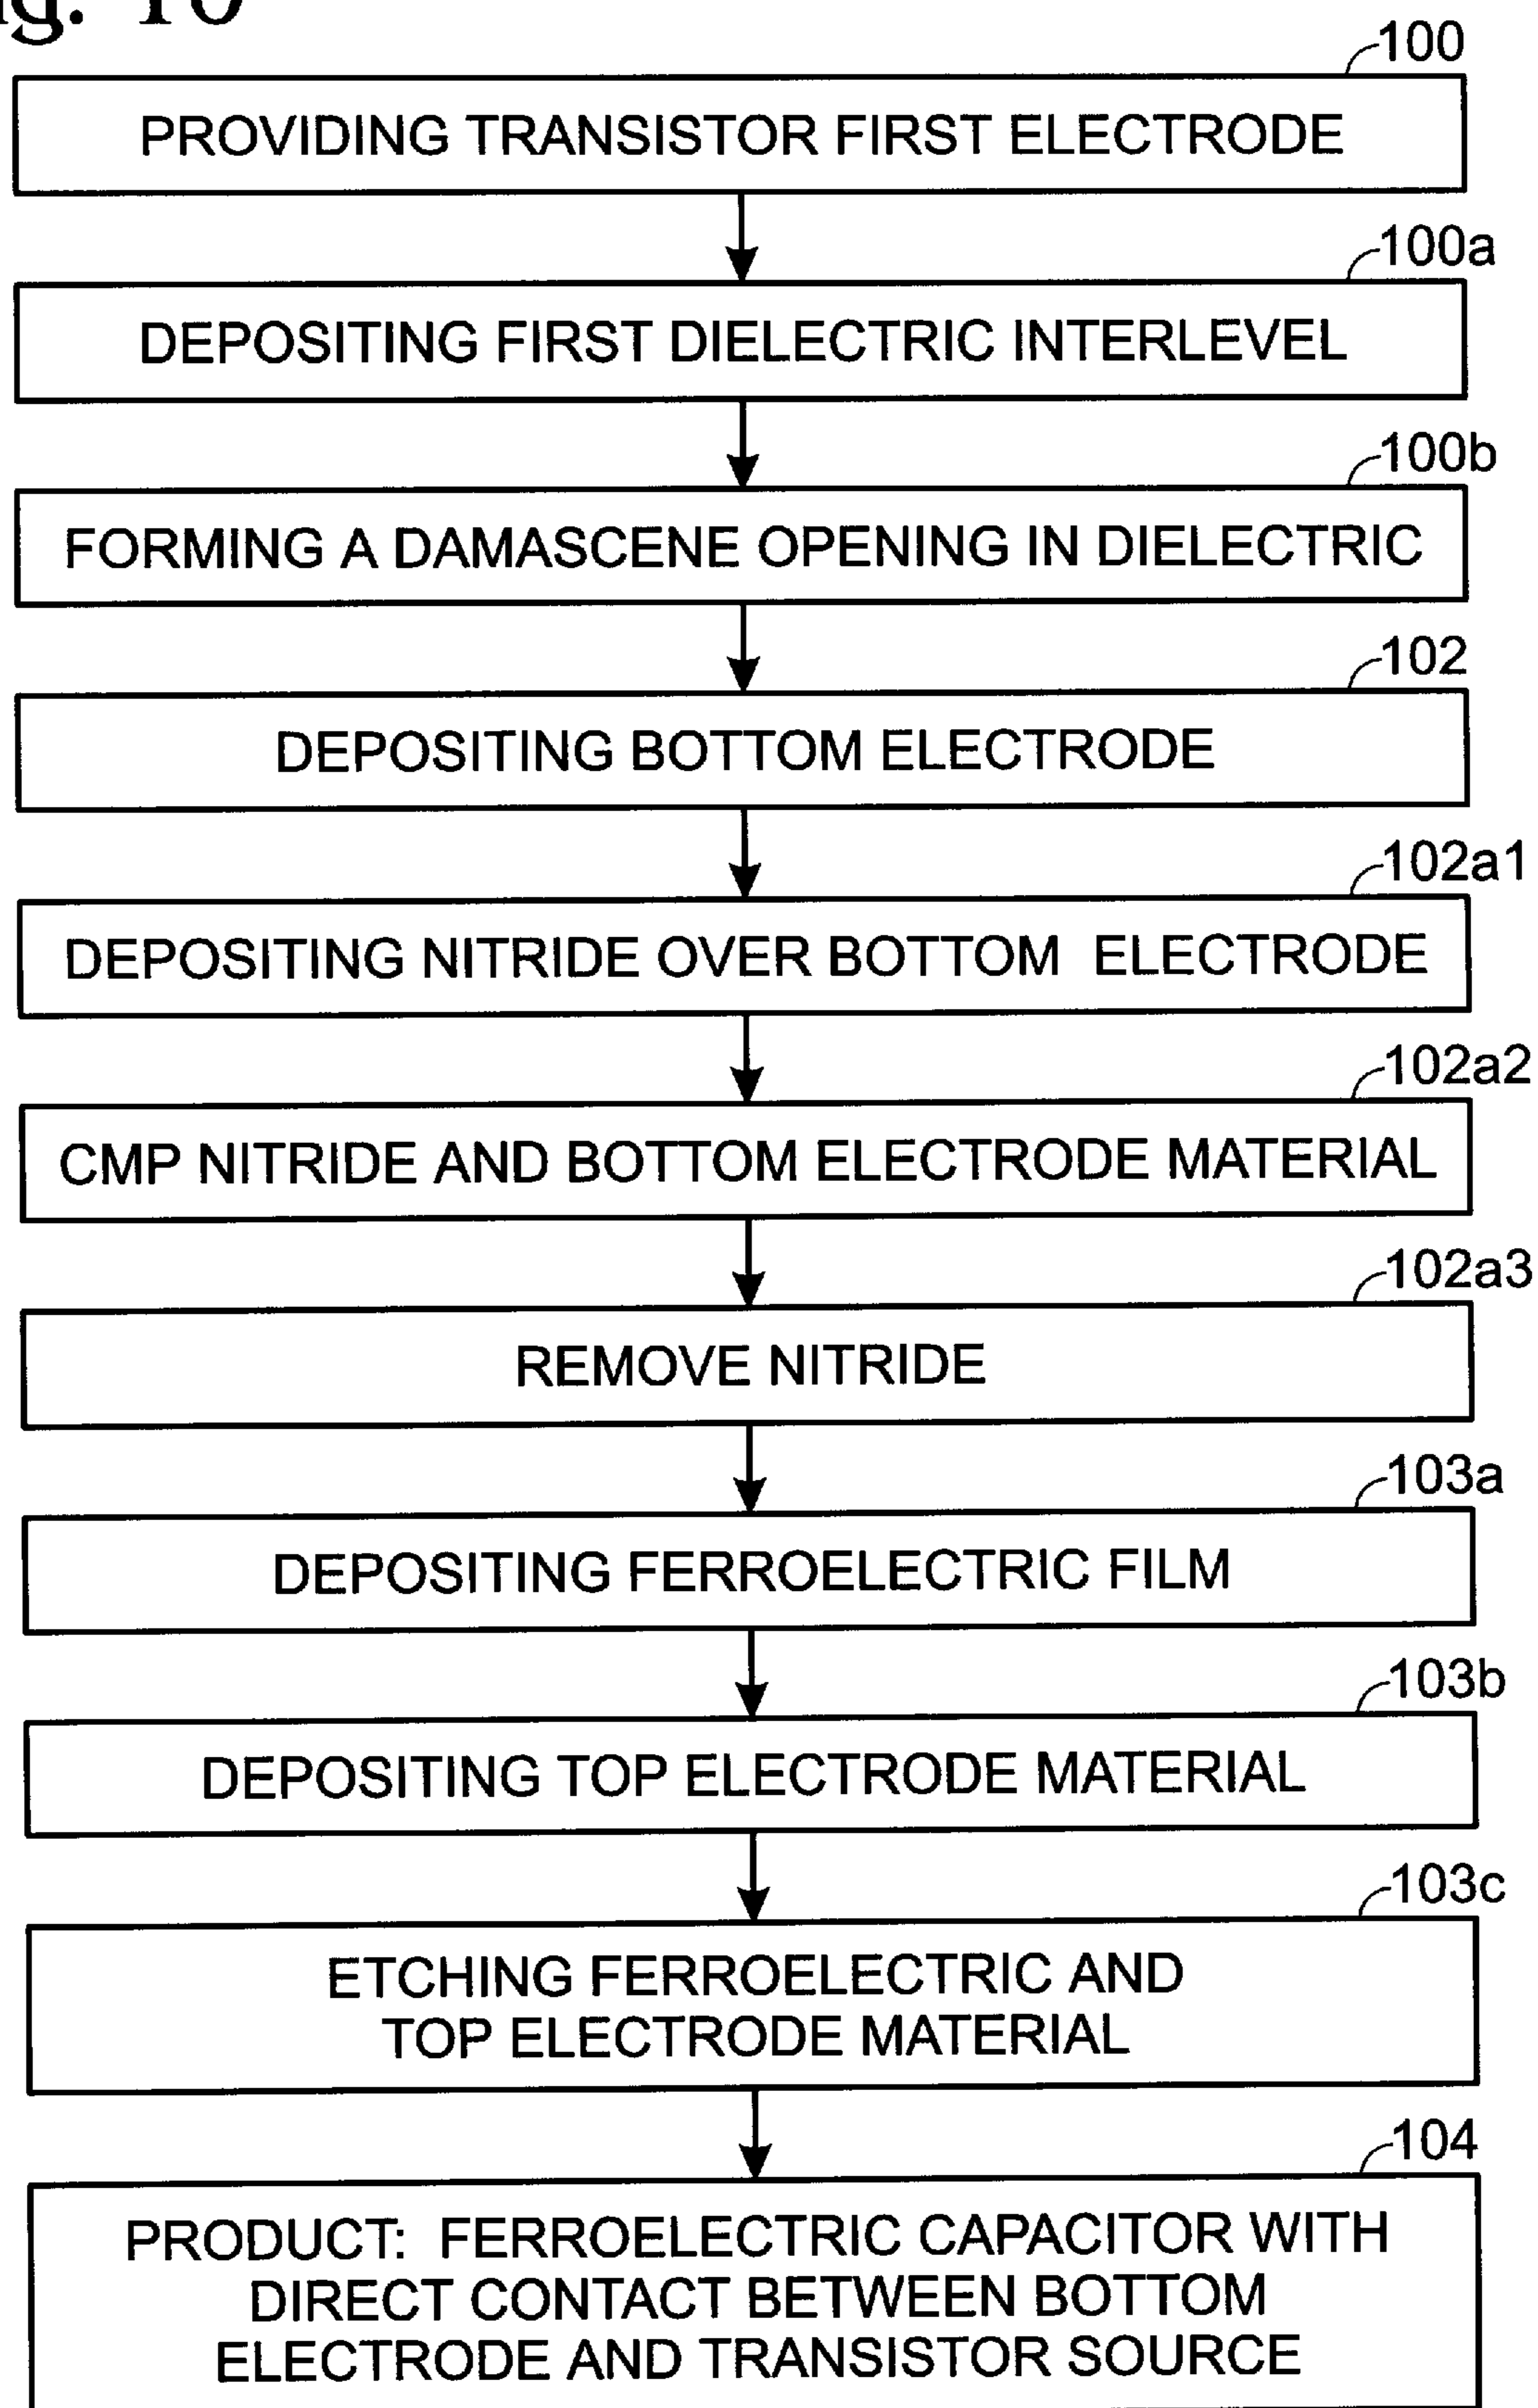 100
PROVIDING TRANSISTOR FIRST ELECTRODE
100a
DEPOSITING FIRST DIELECTRIC INTERLEVEL
100b
FORMING A DAMASCENE OPENING IN DIELECTRIC
102
DEPOSITING BOTTOM ELECTRODE
102a1
DEPOSITING NITRIDE OVER BOTTOM ELECTRODE
102a2
CMP NITRIDE AND BOTTOM ELECTRODE MATERIAL
102a3
REMOVE NITRIDE
103a
DEPOSITING FERROELECTRIC FILM
103b
DEPOSITING TOP ELECTRODE MATERIAL
103c
ETCHING FERROELECTRIC AND
TOP ELECTRODE MATERIAL
104
PRODUCT: FERROELECTRIC CAPACITOR WITH
DIRECT CONTACT BETWEEN BOTTOM
ELECTRODE AND TRANSISTOR SOURCE